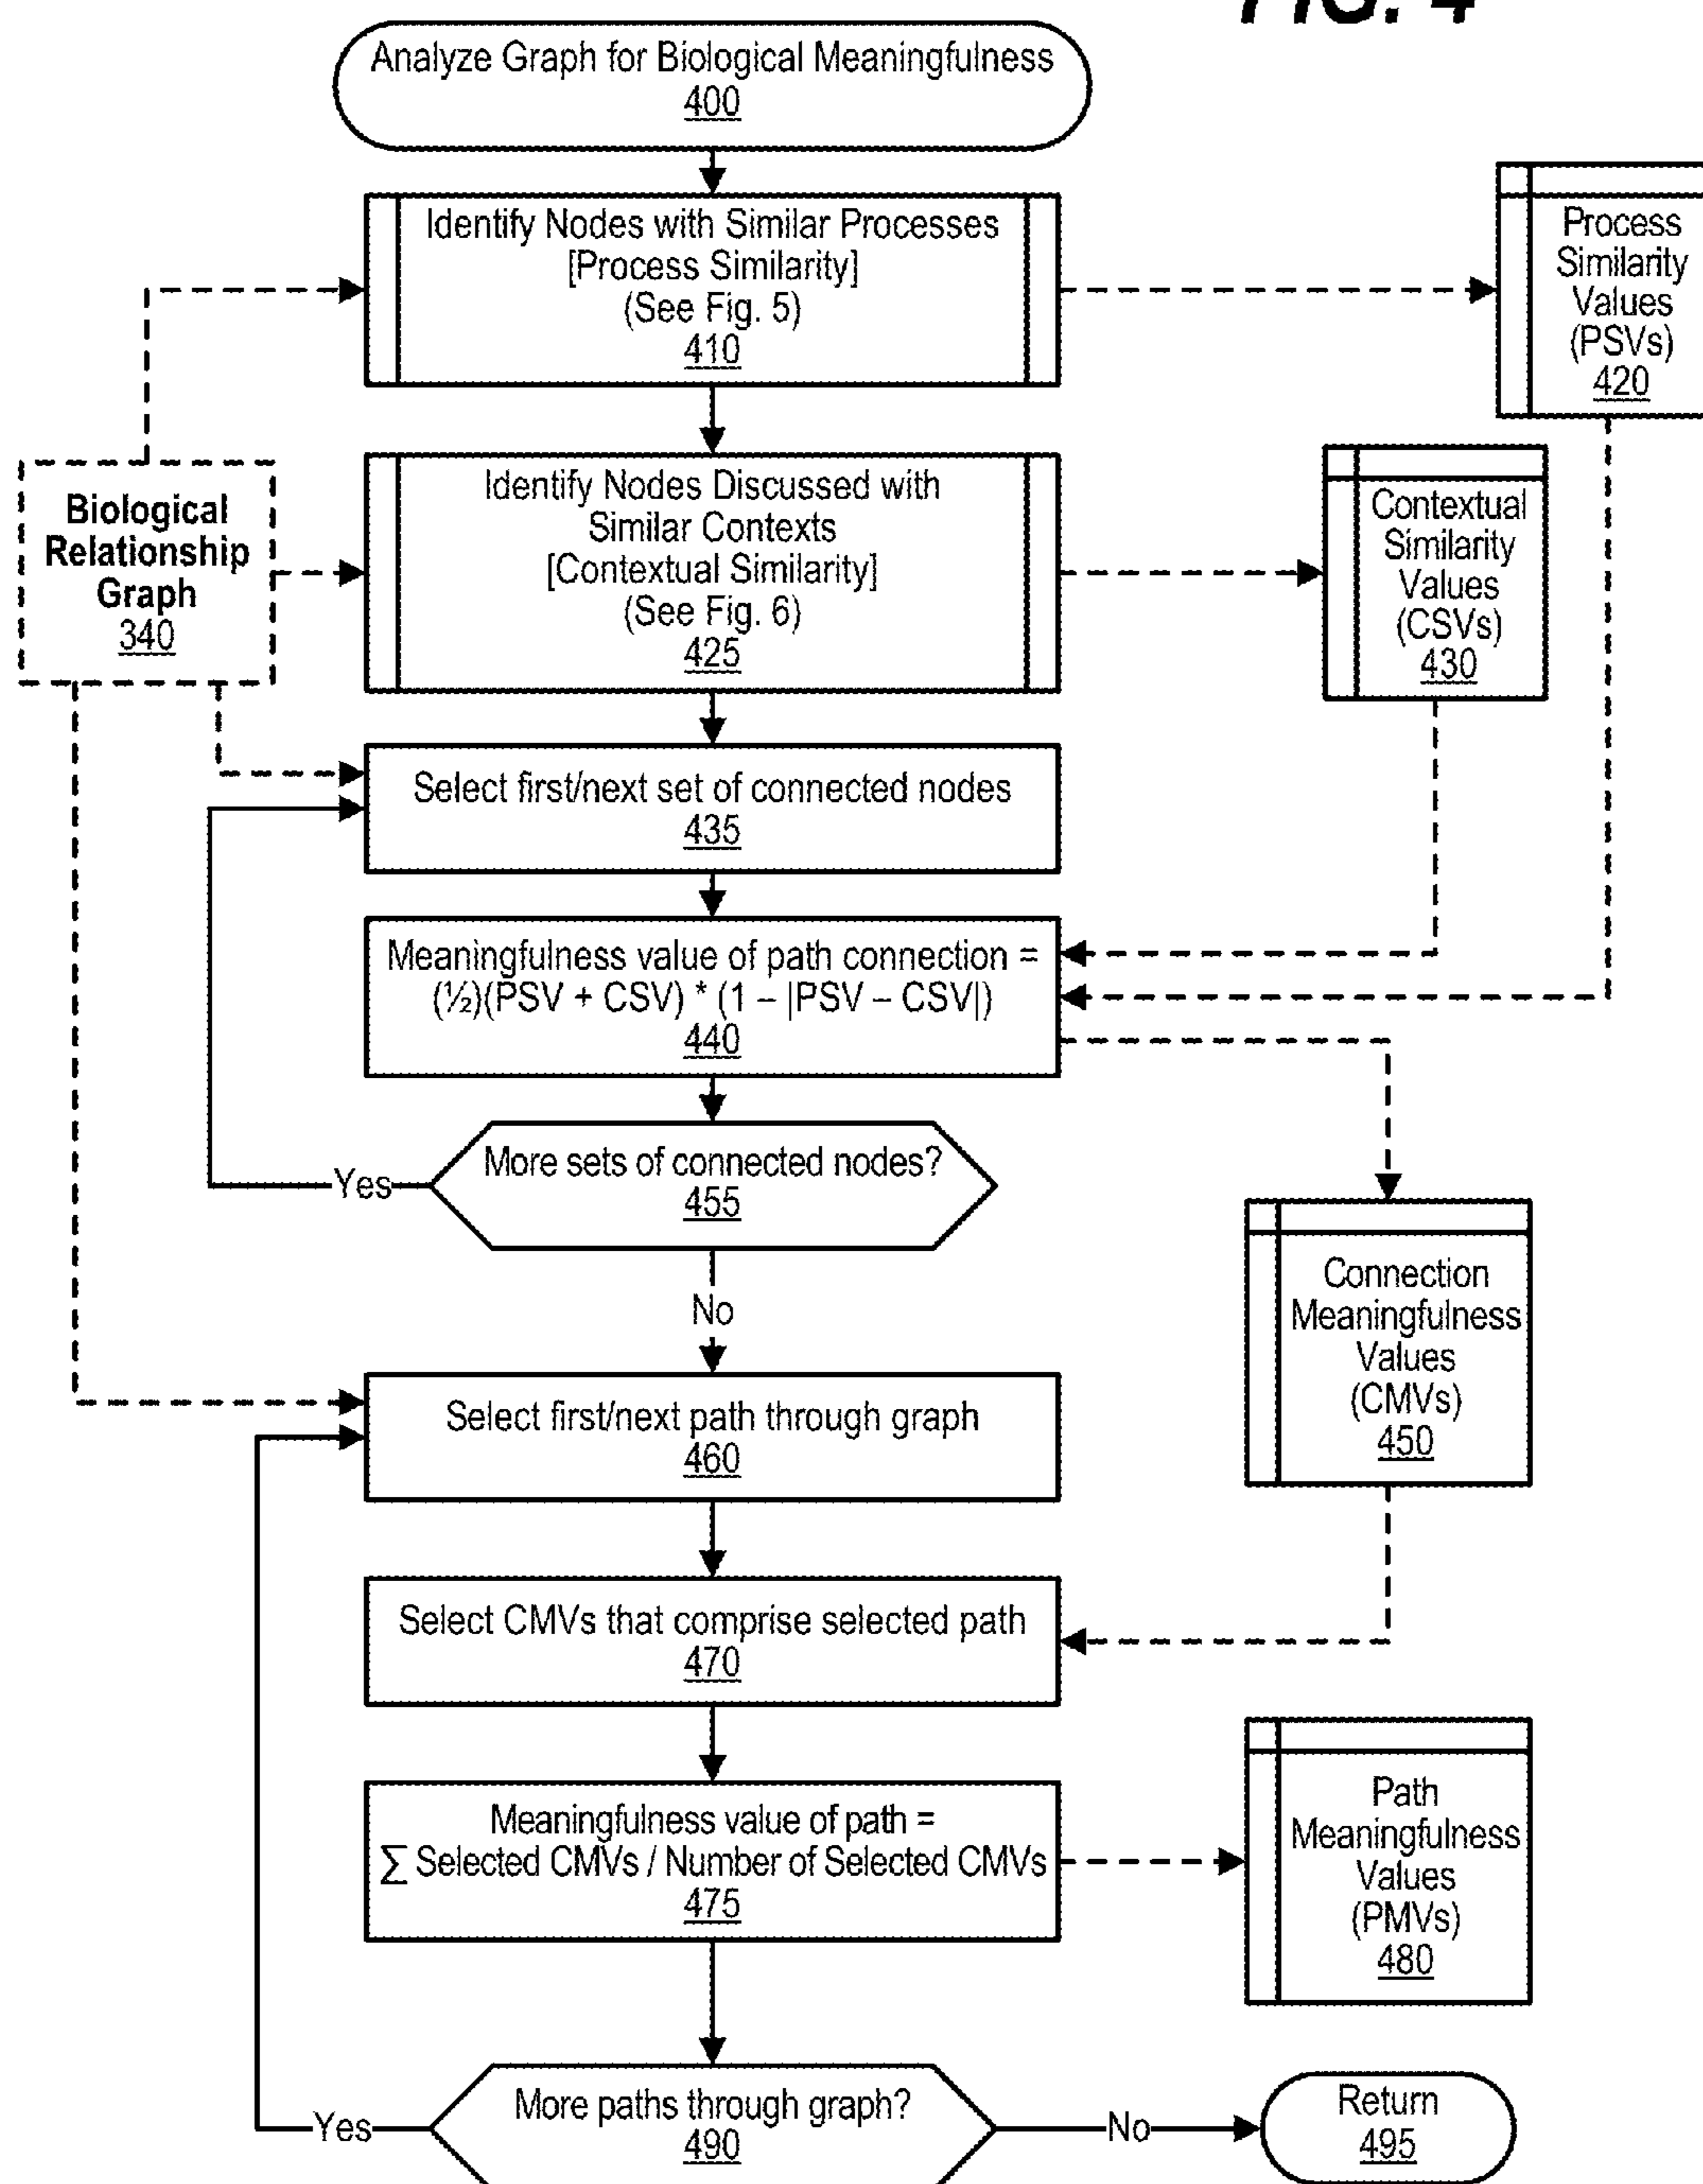 FIG. 4
Analyze Graph for Biological Meaningfulness
400
Identify Nodes with Similar Processes
[Process Similarity]
(See Fig. 5)
410
Process
Similarity
Values
(PSVs)
420
Biological
Relationship
Graph
340
Identify Nodes Discussed with
Similar Contexts
[Contextual Similarity]
(See Fig. 6)
425
Contextual
Similarity
Values
(CSVs)
430
Select first/next set of connected nodes
435
Meaningfulness value of path connection =
(½)(PSV + CSV) * (1 – |PSV – CSV|)
440
More sets of connected nodes?
455
Yes
No
Connection
Meaningfulness
Values
(CMVs)
450
Select first/next path through graph
460
Select CMVs that comprise selected path
470
Meaningfulness value of path =
∑ Selected CMVs / Number of Selected CMVs
475
Path
Meaningfulness
Values
(PMVs)
480
More paths through graph?
490
Yes
No
Return
495